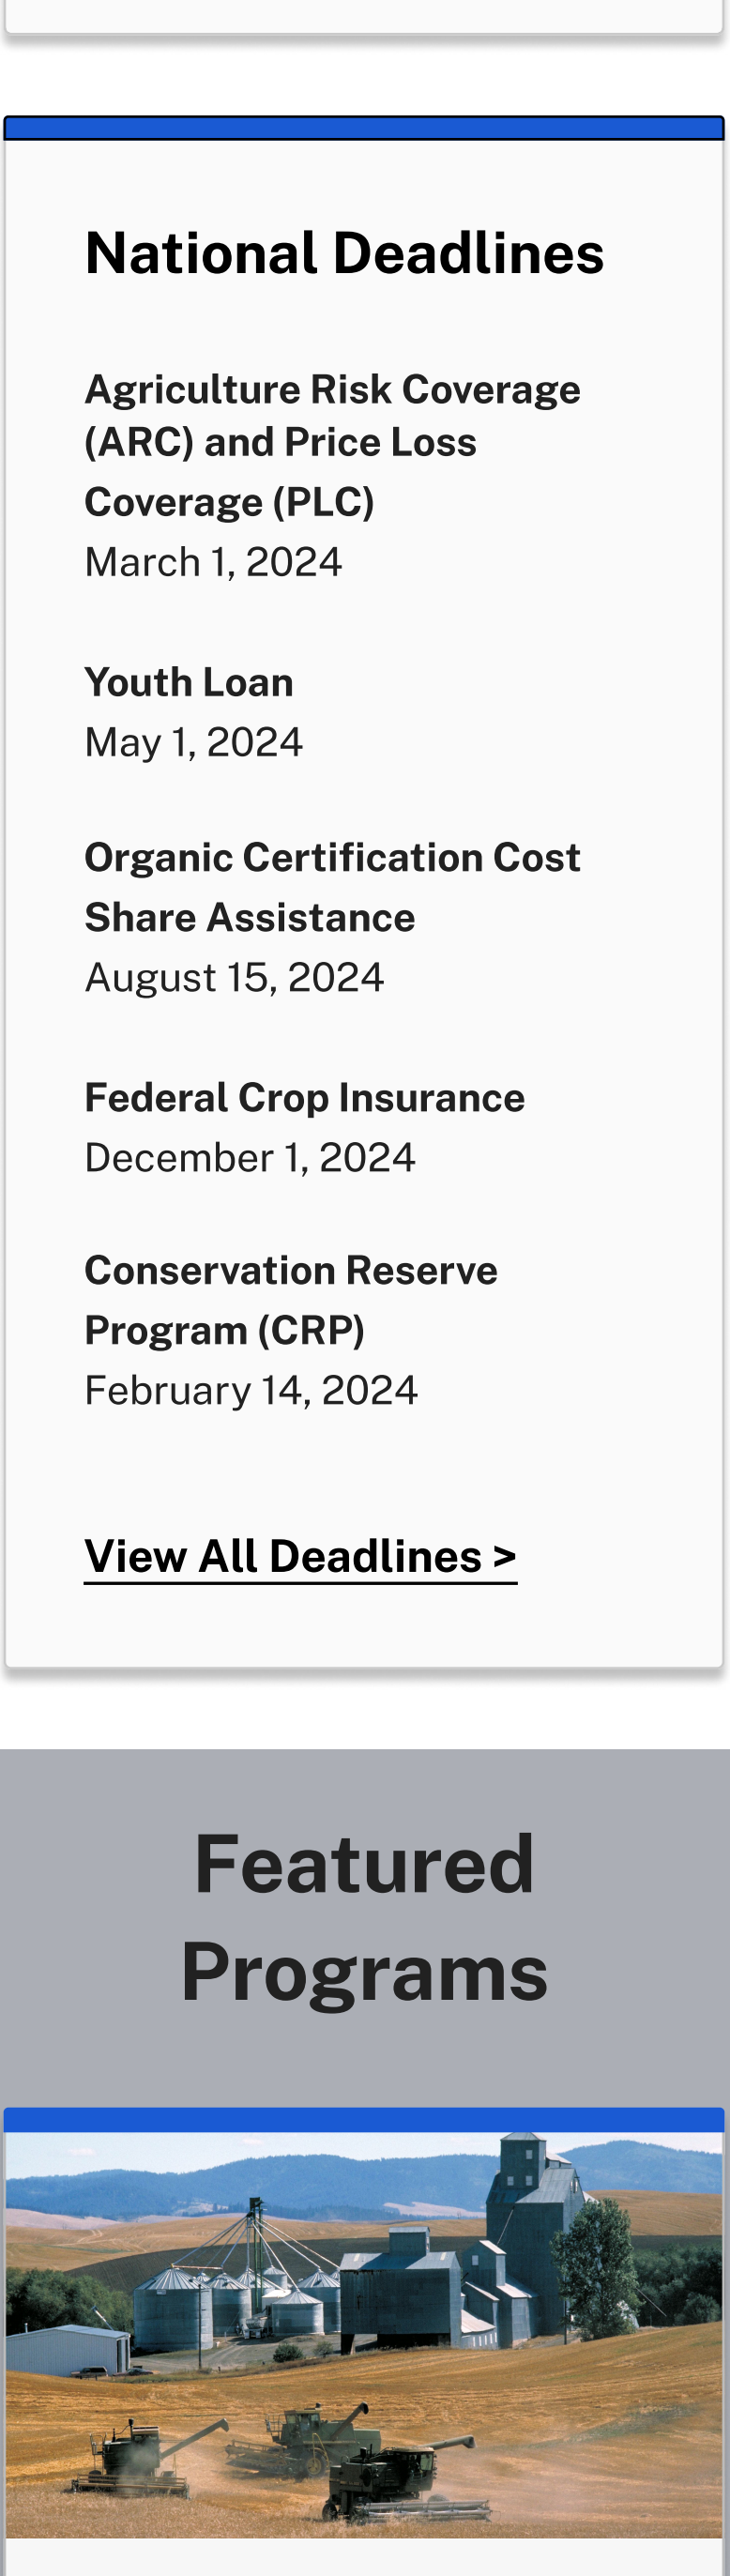 National Deadlines
Agriculture Risk Coverage
(ARC) and Price Loss
Coverage (PLC)
March 1, 2024
Youth Loan
May 1, 2024
Organic Certification Cost
Share Assistance
August 15, 2024
Federal Crop Insurance
December 1, 2024
Conservation Reserve
Program (CRP)
February 14, 2024
View All Deadlines >
Featured
Programs